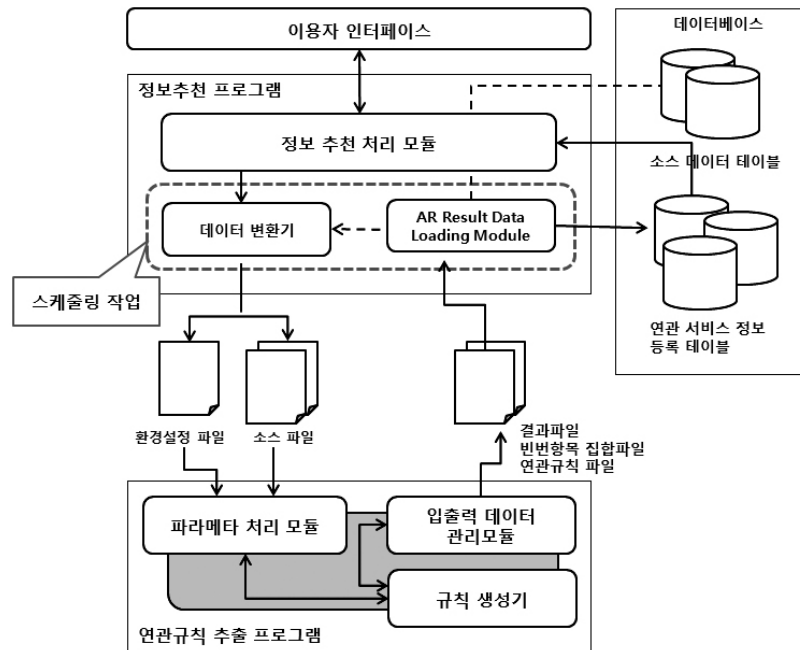 이용자 인터페이스
데이터베이스
정보추천 프로그램
정보 추천 처리 모듈
소스 데이터 테이블
데이터 변환기
AR Result Data
Loading Module
스케줄링 작업
연관 서비스 정보
등록 테이블
환경설정 파일
소스 파일
결과파일
빈번항목 집합파일
연관규칙 파일
파라메타 처리 모듈
입출력 데이터
관리모듈
규칙 생성기
연관규칙 추출 프로그램